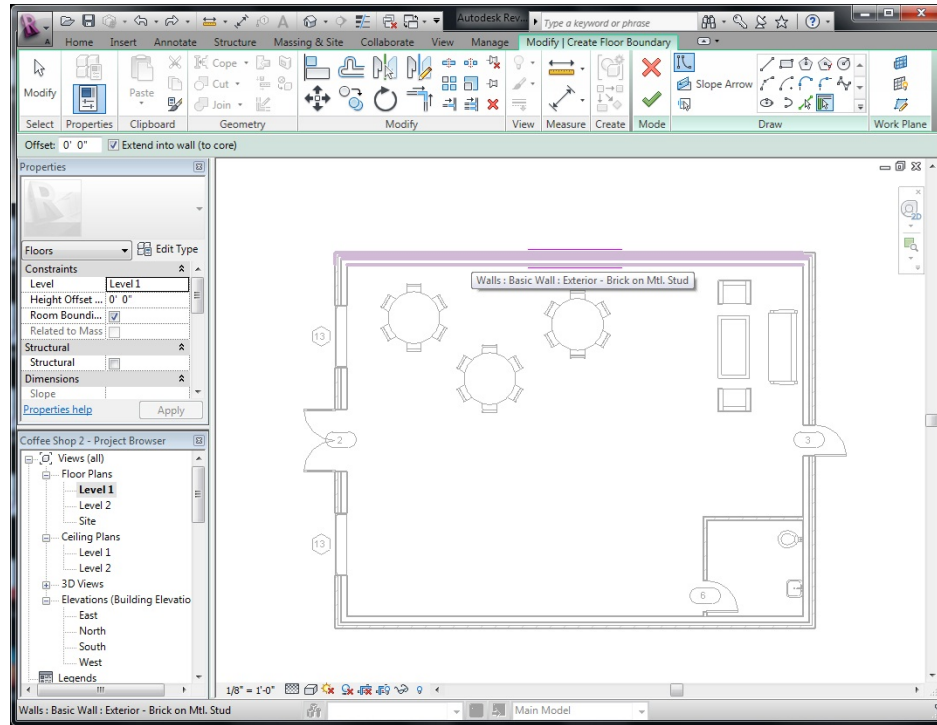 Autodesk Rev...
Type a keyword or phrase
Home Insert Annotate Structure Massing & Site Collaborate View Manage Modify | Create Floor Boundary
Modify
Paste
Cope
Cut
Join
Slope Arrow
Select Properties Clipboard Geometry Modify View Measure Create Mode Draw Work Plane
Offset: 0' 0" Extend into wall (to core)
Properties
Floors Edit Type
Constraints
Level Level 1
Height Offset ... 0' 0"
Room Boundi...
Related to Mass
Structural
Structural
Dimensions
Slope
Properties help Apply
Coffee Shop 2 - Project Browser
Views (all)
Floor Plans
Level 1
Level 2
Site
Ceiling Plans
Level 1
Level 2
3D Views
Elevations (Building Elevatio
East
North
South
West
Legends
2D
Walls : Basic Wall : Exterior - Brick on Mtl. Stud
13
2
3
13
6
1/8" = 1'-0"
Walls : Basic Wall : Exterior - Brick on Mtl. Stud
Main Model